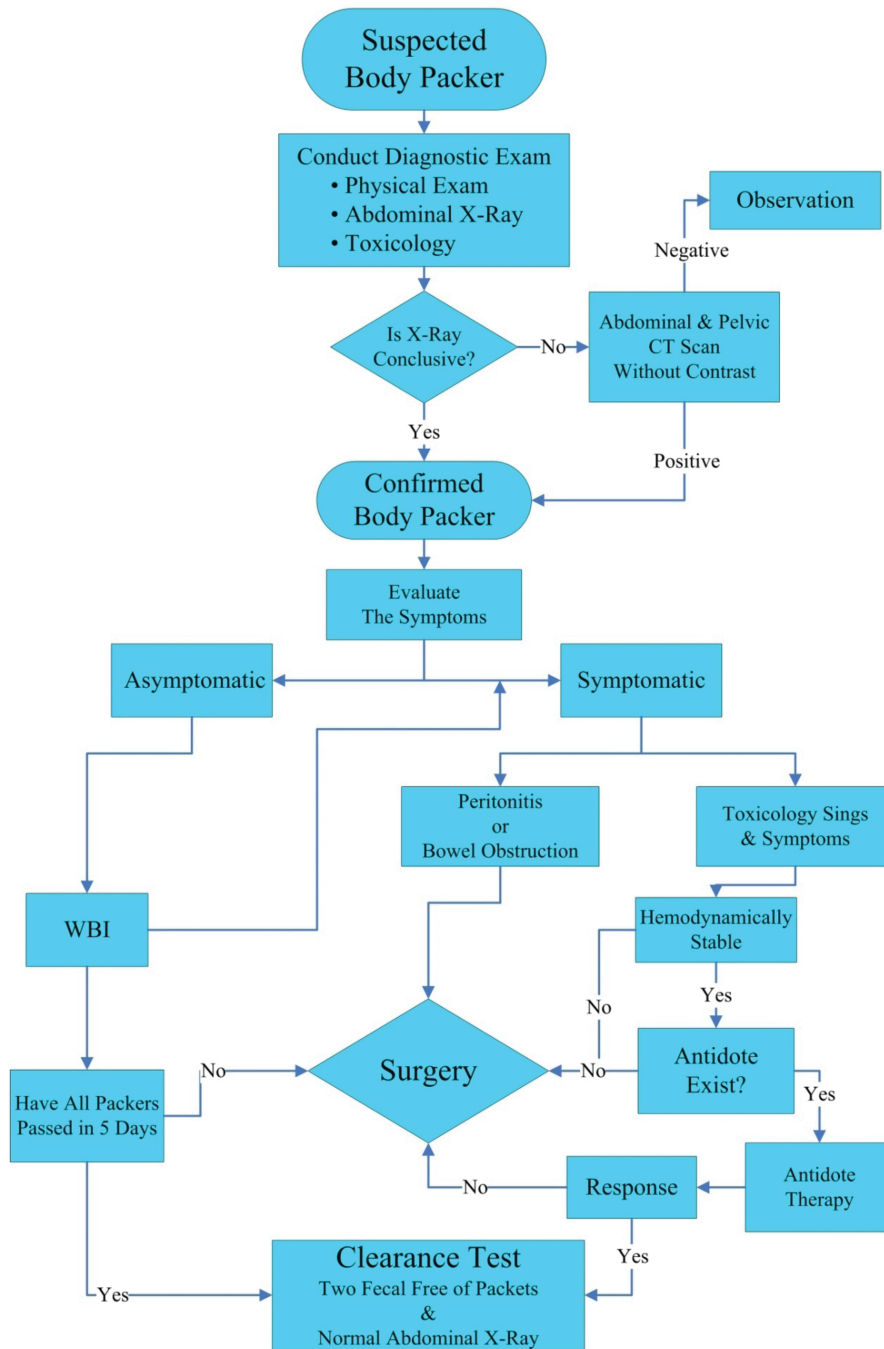 Suspected
Body Packer
Conduct Diagnostic Exam
• Physical Exam
• Abdominal X-Ray
• Toxicology
Observation
Negative
Is X-Ray
Conclusive?
No
Abdominal & Pelvic
CT Scan
Without Contrast
Yes
Positive
Confirmed
Body Packer
Evaluate
The Symptoms
Asymptomatic
Symptomatic
Peritonitis
or
Bowel Obstruction
Toxicology Sings
& Symptoms
WBI
Hemodynamically
Stable
No
Yes
Have All Packers
Passed in 5 Days
No
Surgery
No
Antidote
Exist?
Yes
No
Response
Antidote
Therapy
Yes
Yes
Clearance Test
Two Fecal Free of Packets
&
Normal Abdominal X-Ray